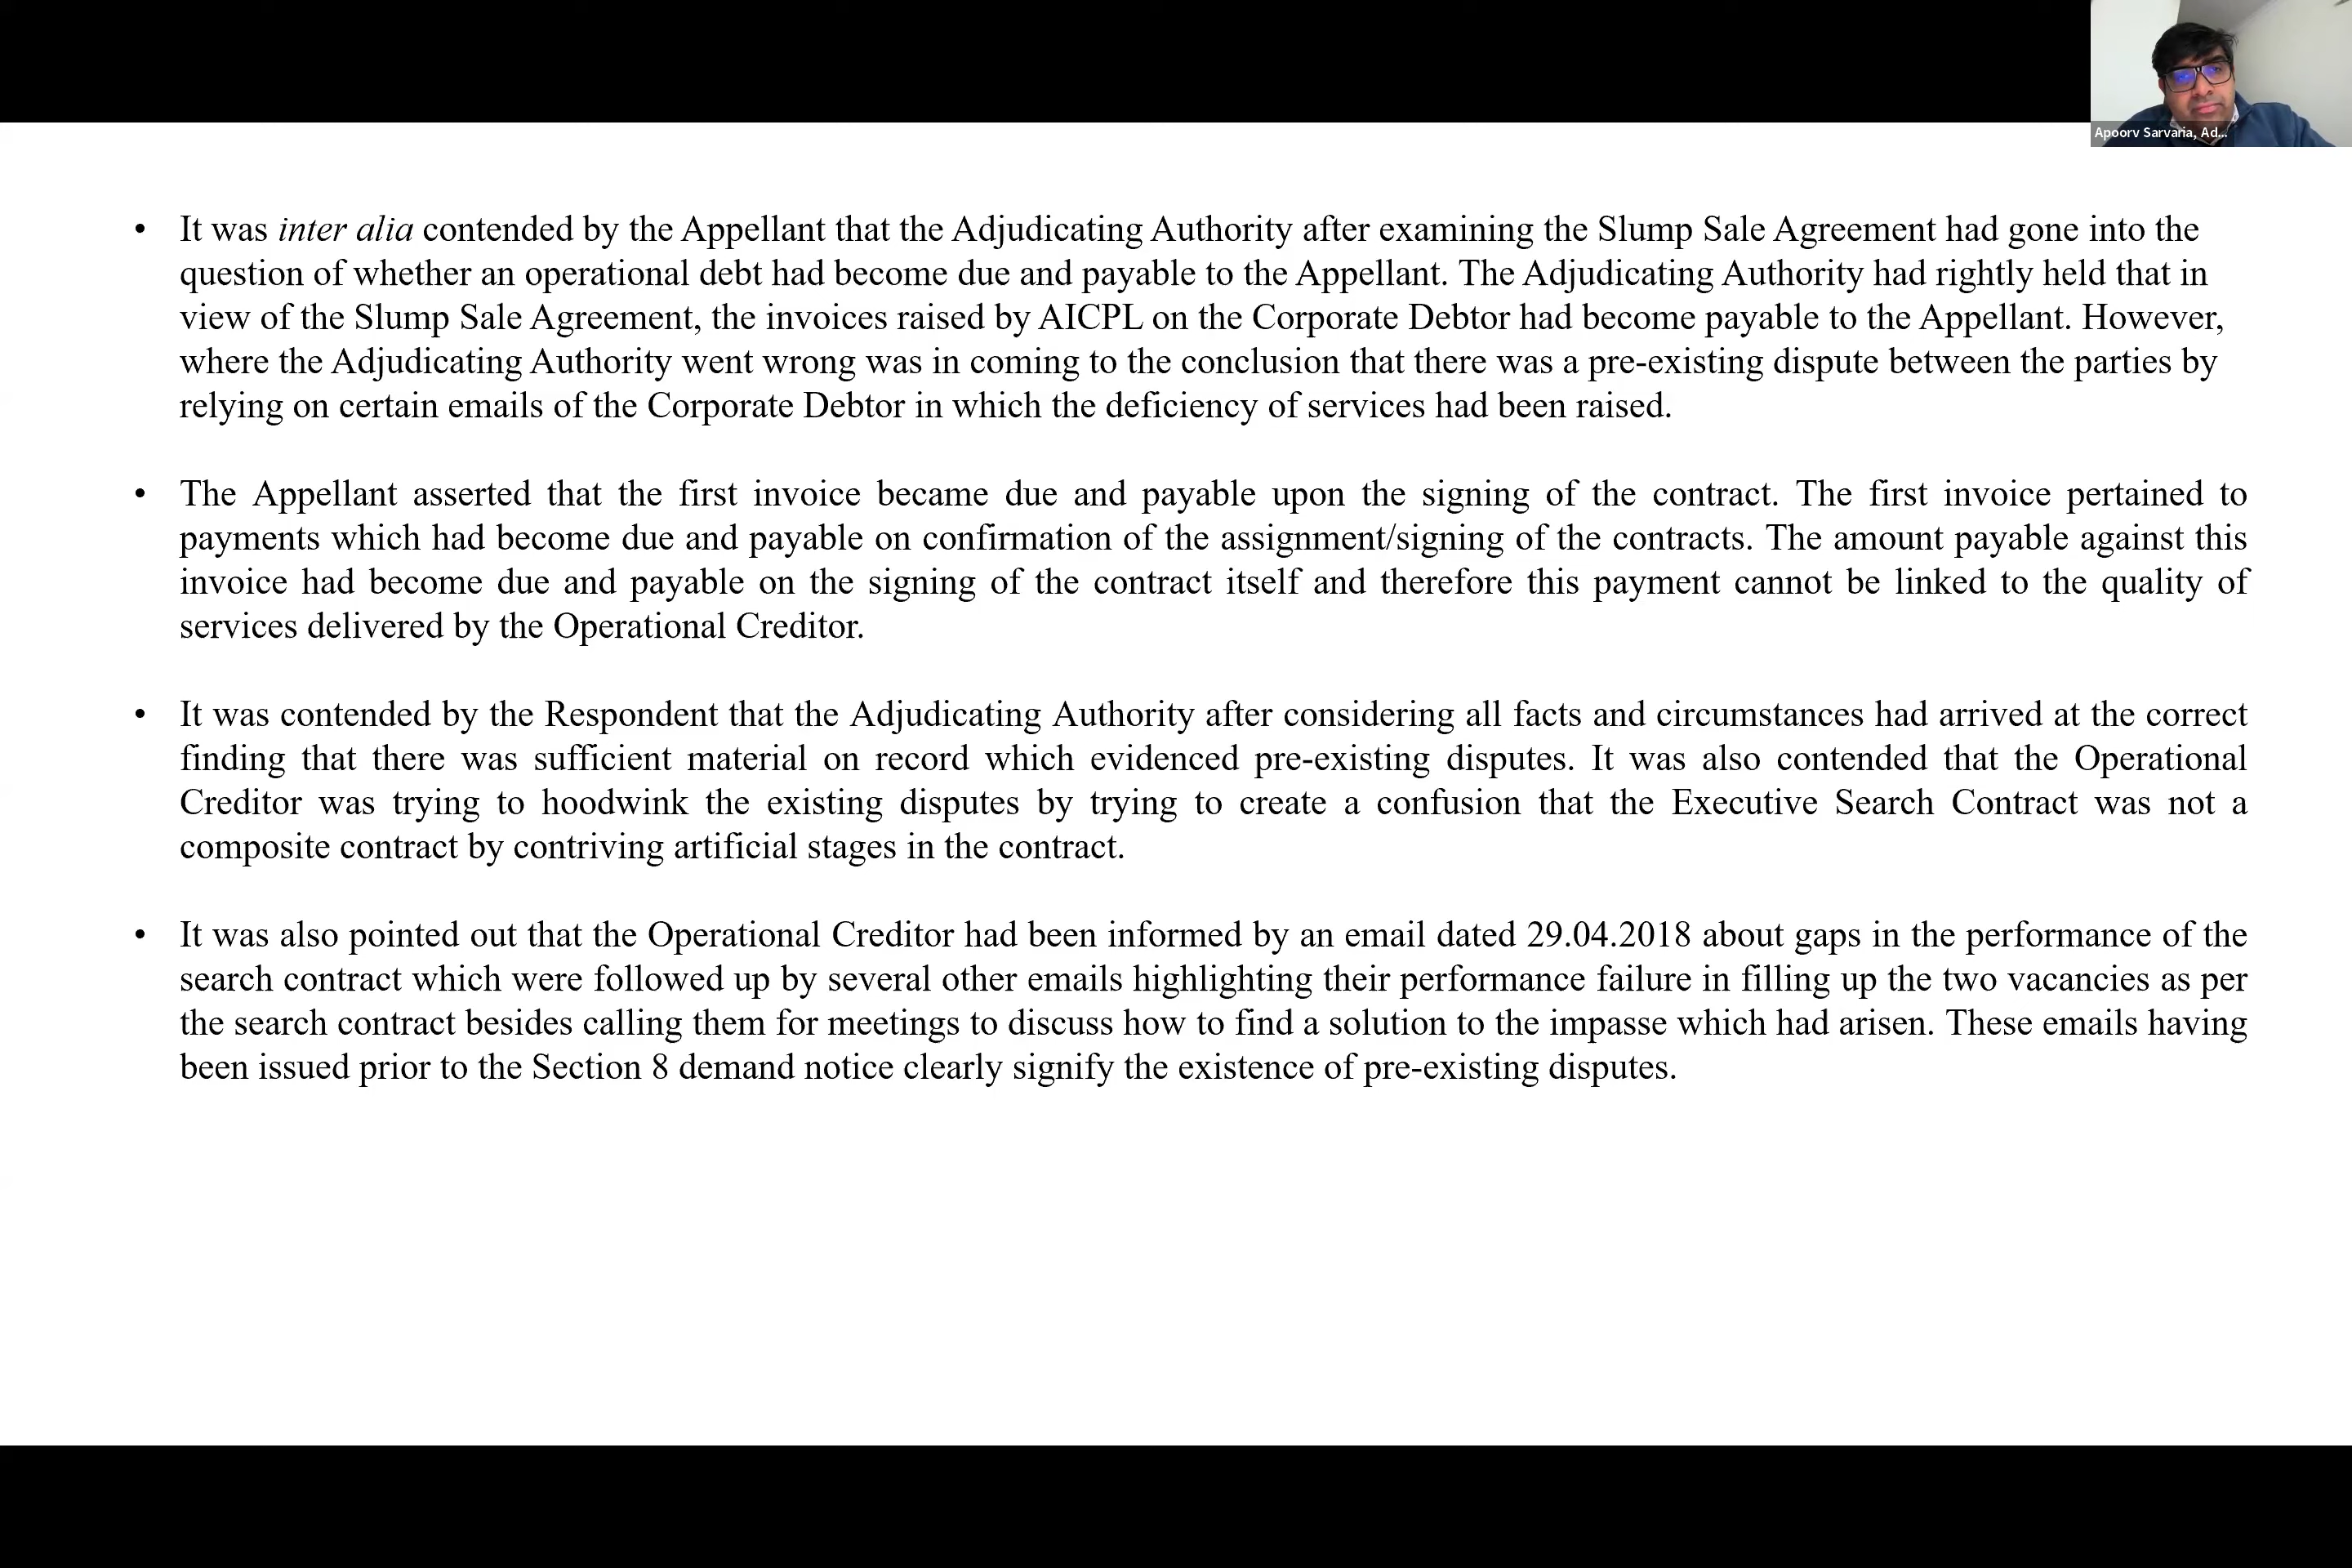 Apoorv Sarvaria, Ad...
• It was inter alia contended by the Appellant that the Adjudicating Authority after examining the Slump Sale Agreement had gone into the
question of whether an operational debt had become due and payable to the Appellant. The Adjudicating Authority had rightly held that in
view of the Slump Sale Agreement, the invoices raised by AICPL on the Corporate Debtor had become payable to the Appellant. However,
where the Adjudicating Authority went wrong was in coming to the conclusion that there was a pre-existing dispute between the parties by
relying on certain emails of the Corporate Debtor in which the deficiency of services had been raised.
• The Appellant asserted that the first invoice became due and payable upon the signing of the contract. The first invoice pertained to
payments which had become due and payable on confirmation of the assignment/signing of the contracts. The amount payable against this
invoice had become due and payable on the signing of the contract itself and therefore this payment cannot be linked to the quality of
services delivered by the Operational Creditor.
• It was contended by the Respondent that the Adjudicating Authority after considering all facts and circumstances had arrived at the correct
finding that there was sufficient material on record which evidenced pre-existing disputes. It was also contended that the Operational
Creditor was trying to hoodwink the existing disputes by trying to create a confusion that the Executive Search Contract was not a
composite contract by contriving artificial stages in the contract.
• It was also pointed out that the Operational Creditor had been informed by an email dated 29.04.2018 about gaps in the performance of the
search contract which were followed up by several other emails highlighting their performance failure in filling up the two vacancies as per
the search contract besides calling them for meetings to discuss how to find a solution to the impasse which had arisen. These emails having
been issued prior to the Section 8 demand notice clearly signify the existence of pre-existing disputes.